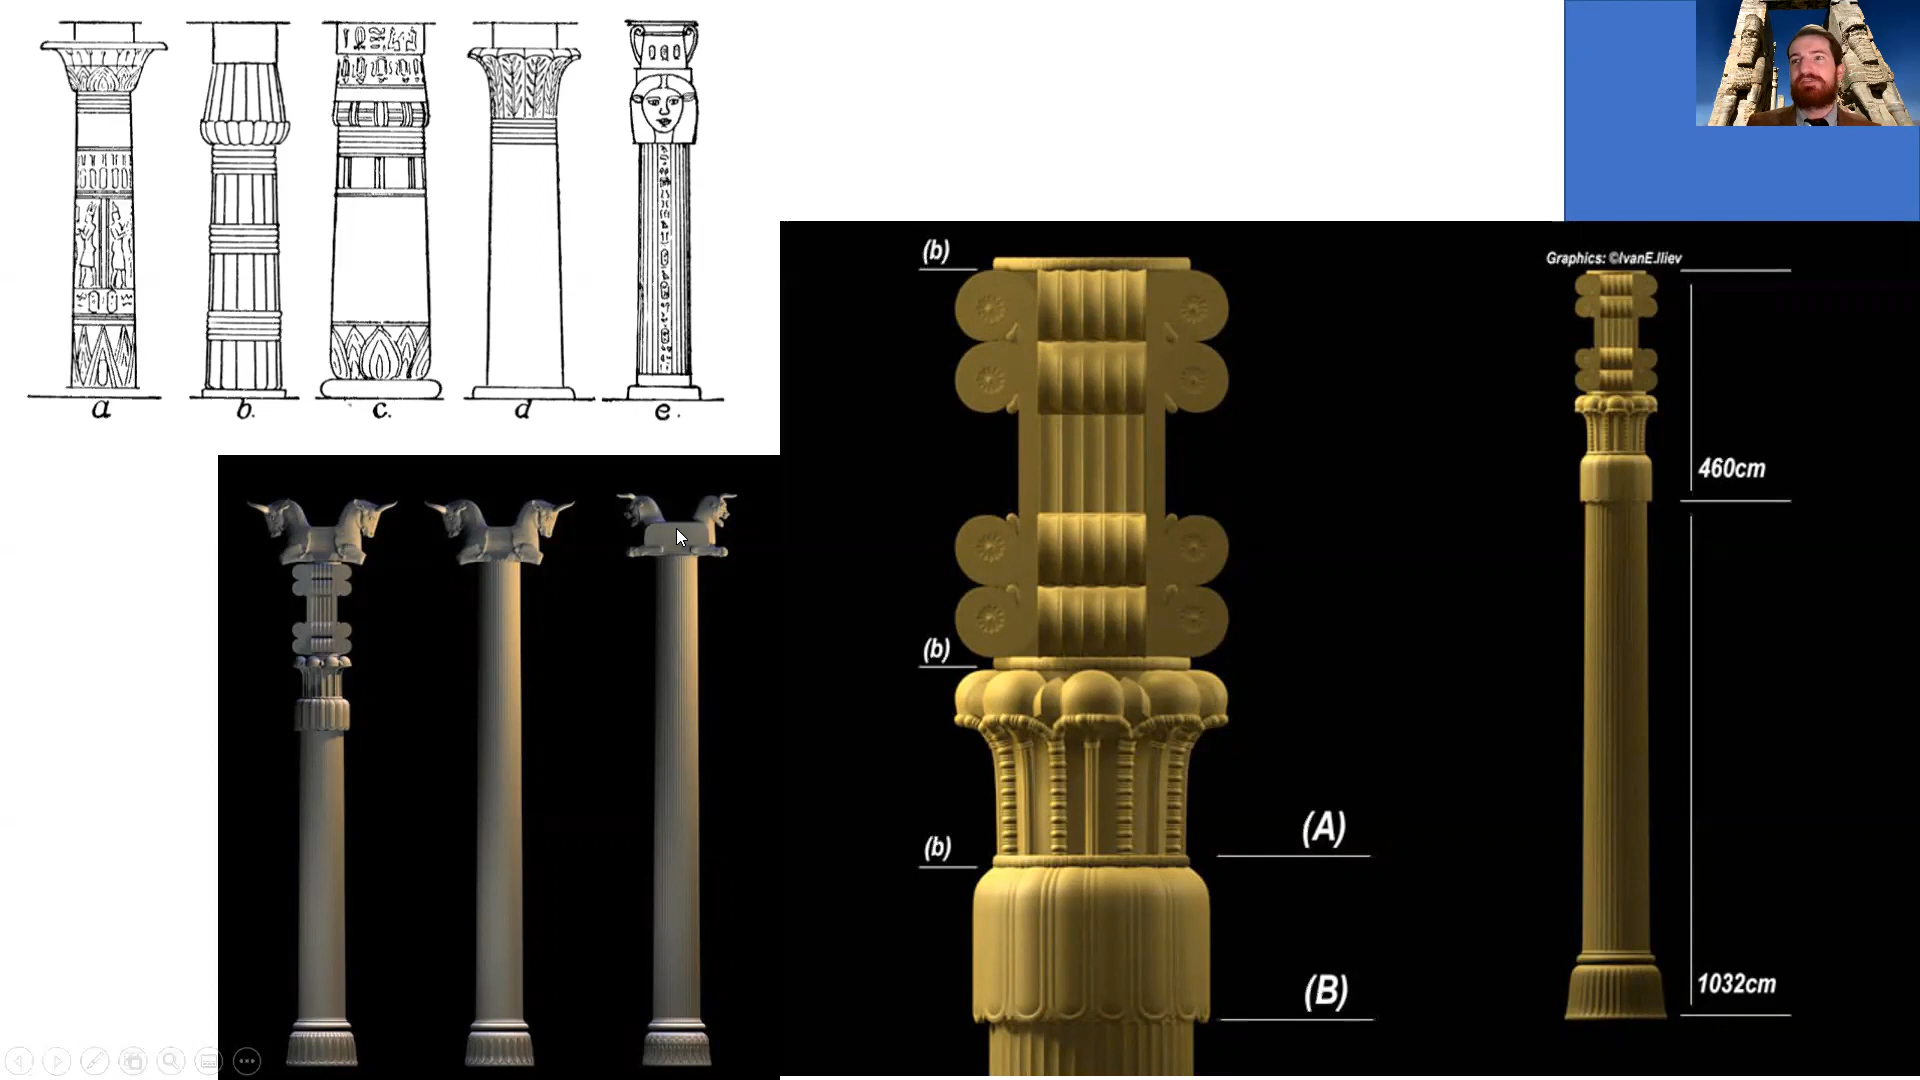 a
b.
c.
d
e.
(b)
Graphics: ©IvanE.Iliev
460cm
(b)
(A)
(b)
(B)
1032cm